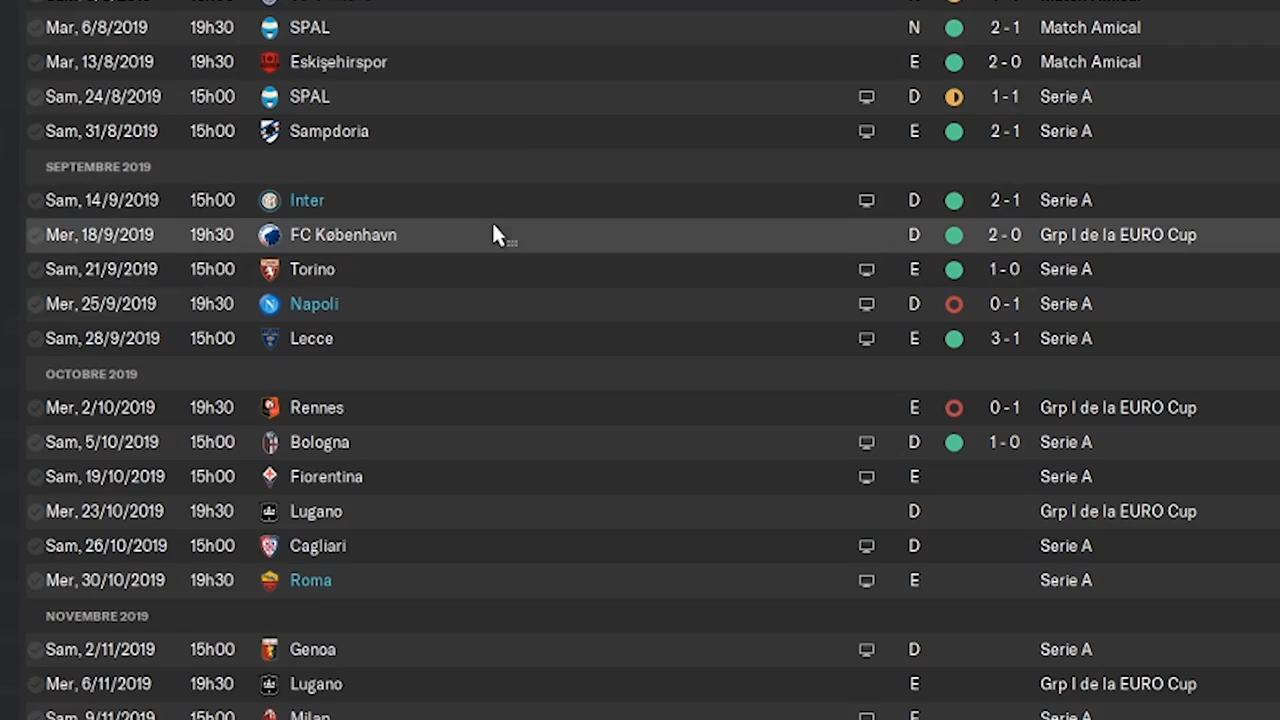 Mar, 6/8/2019 19h30 SPAL N 2 - 1 Match Amical
Mar, 13/8/2019 19h30 Eskişehirspor E 2 - 0 Match Amical
Sam, 24/8/2019 15h00 SPAL D 1 - 1 Serie A
Sam, 31/8/2019 15h00 Sampdoria E 2 - 1 Serie A
SEPTEMBRE 2019
Sam, 14/9/2019 15h00 Inter D 2 - 1 Serie A
Mer, 18/9/2019 19h30 FC København D 2 - 0 Grp I de la EURO Cup
Sam, 21/9/2019 15h00 Torino E 1 - 0 Serie A
Mer, 25/9/2019 19h30 Napoli D 0 - 1 Serie A
Sam, 28/9/2019 15h00 Lecce E 3 - 1 Serie A
OCTOBRE 2019
Mer, 2/10/2019 19h30 Rennes E 0 - 1 Grp I de la EURO Cup
Sam, 5/10/2019 15h00 Bologna D 1 - 0 Serie A
Sam, 19/10/2019 15h00 Fiorentina E Serie A
Mer, 23/10/2019 19h30 Lugano D Grp I de la EURO Cup
Sam, 26/10/2019 15h00 Cagliari D Serie A
Mer, 30/10/2019 19h30 Roma E Serie A
NOVEMBRE 2019
Sam, 2/11/2019 15h00 Genoa D Serie A
Mer, 6/11/2019 19h30 Lugano E Grp I de la EURO Cup
Sam, 9/11/2019 15h00 Milan E Serie A